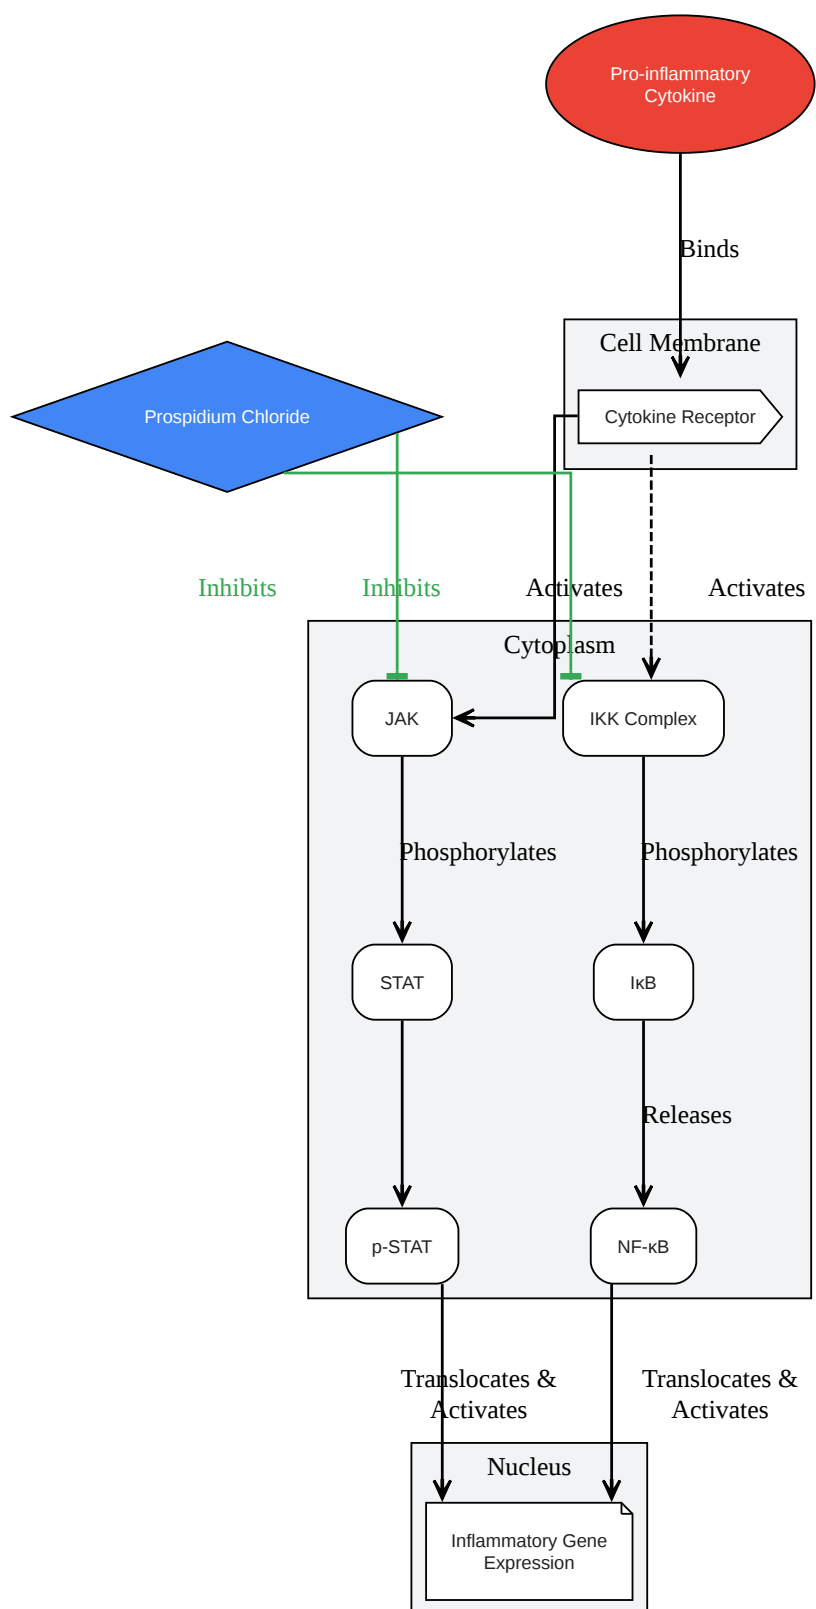 Pro-inflammatory
Cytokine
Binds
Cell Membrane
Prospidium Chloride
Cytokine Receptor
Inhibits
Inhibits
Activates
Activates
Cytoplasm
JAK
IKK Complex
Phosphorylates
Phosphorylates
STAT
IκB
Releases
p-STAT
NF-κB
Translocates &
Activates
Translocates &
Activates
Nucleus
Inflammatory Gene
Expression